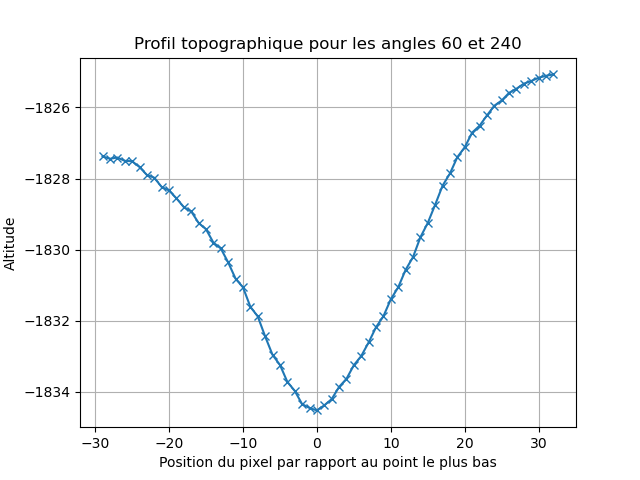 Profil topographique pour les angles 60 et 240
−1826
−1828
−1830
−1832
−1834
Altitude
−30 −20 −10 0 10 20 30
Position du pixel par rapport au point le plus bas